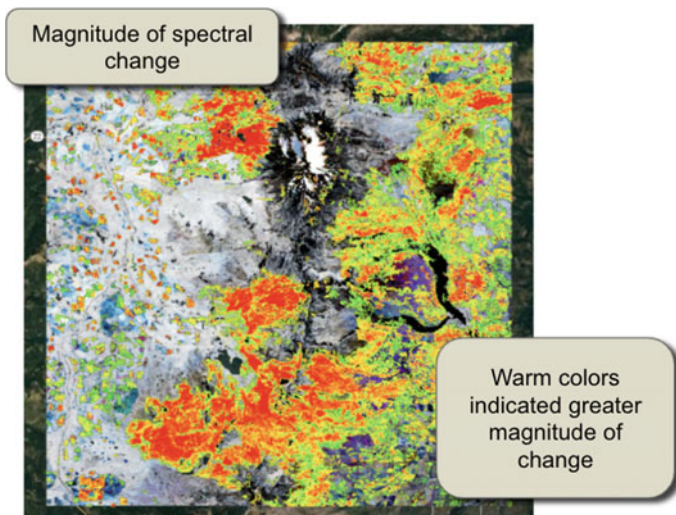 Magnitude of spectral
change
Warm colors
indicated greater
magnitude of
change